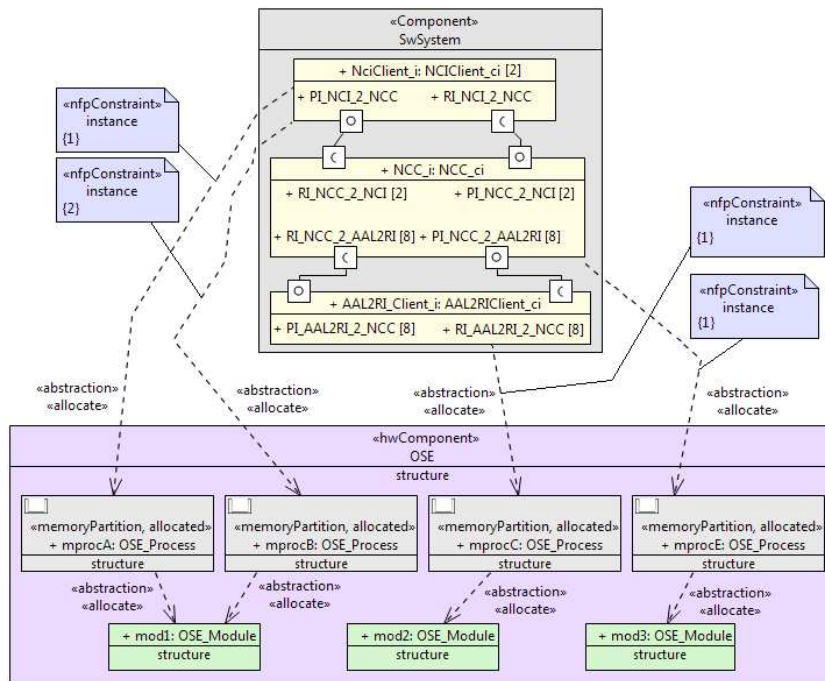 «Component»
SwSystem
+ NciClient_i: NCIClient_ci [2]
+ PI_NCI_2_NCC
+ RI_NCI_2_NCC
«nfpConstraint»
instance
{1}
«nfpConstraint»
instance
{2}
+ NCC_i: NCC_ci
+ RI_NCC_2_NCI [2]
+ PI_NCC_2_NCI [2]
+ RI_NCC_2_AAL2RI [8]
+ PI_NCC_2_AAL2RI [8]
«nfpConstraint»
instance
{1}
«nfpConstraint»
instance
{1}
+ AAL2RI_Client_i: AAL2RIClient_ci
+ PI_AAL2RI_2_NCC [8]
+ RI_AAL2RI_2_NCC [8]
«abstraction»
«allocate»
«abstraction»
«allocate»
«abstraction»
«allocate»
«abstraction»
«allocate»
«hwComponent»
OSE
structure
«memoryPartition, allocated»
+ mprocA: OSE_Process
structure
«memoryPartition, allocated»
+ mprocB: OSE_Process
structure
«memoryPartition, allocated»
+ mprocC: OSE_Process
structure
«memoryPartition, allocated»
+ mprocE: OSE_Process
structure
«abstraction»
«allocate»
«abstraction»
«allocate»
«abstraction»
«allocate»
«abstraction»
«allocate»
+ mod1: OSE_Module
structure
+ mod2: OSE_Module
structure
+ mod3: OSE_Module
structure